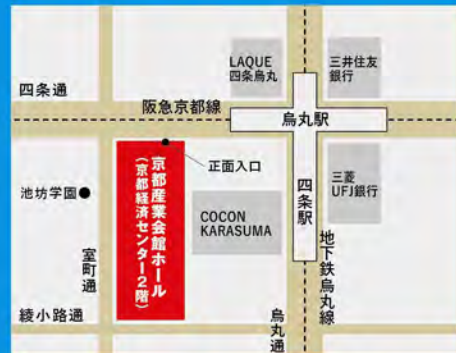 LAQUE
四条烏丸
三井住友
銀行
四条通
阪急京都線
烏丸駅
正面入口
京都産業会館ホール
（京都経済センター2階）
四条駅
三菱
UFJ銀行
池坊学園
COCON
KARASUMA
室町通
地下鉄烏丸線
綾小路通
烏丸通